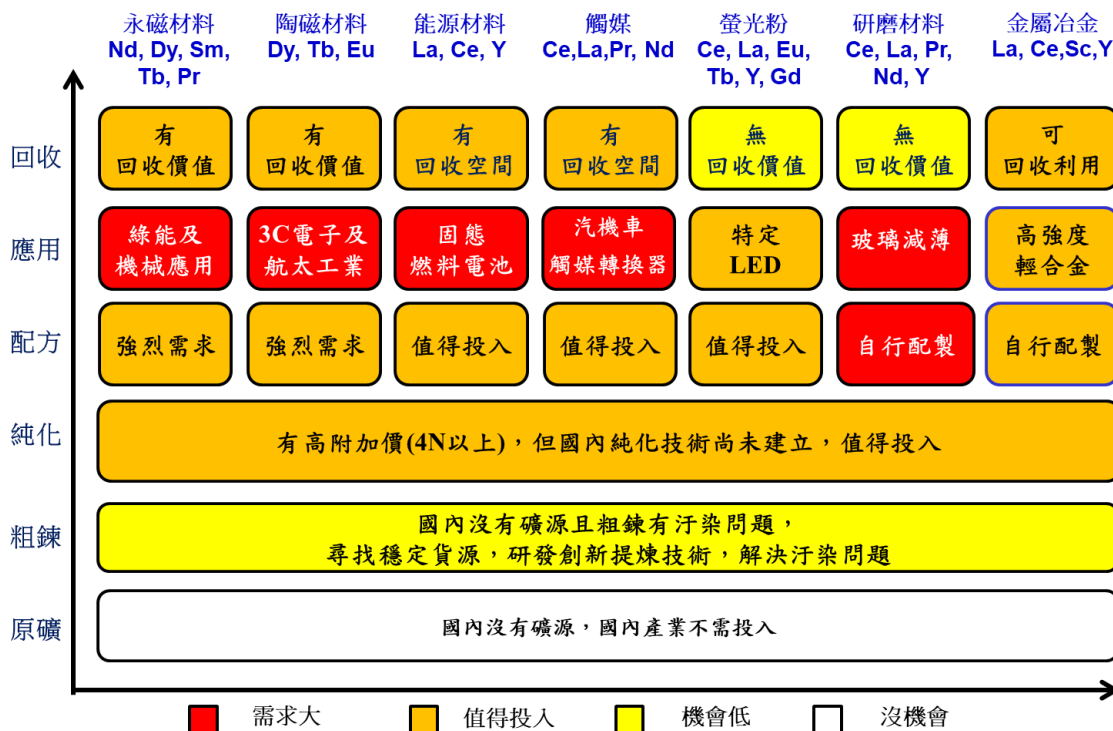 永磁材料
Nd, Dy, Sm,
Tb, Pr
陶磁材料
Dy, Tb, Eu
能源材料
La, Ce, Y
觸媒
Ce,La,Pr, Nd
螢光粉
Ce, La, Eu,
Tb, Y, Gd
研磨材料
Ce, La, Pr,
Nd, Y
金屬冶金
La, Ce,Sc,Y
回收
有
回收價值
有
回收價值
有
回收空間
有
回收空間
無
回收價值
無
回收價值
可
回收利用
應用
綠能及
機械應用
3C電子及
航太工業
固態
燃料電池
汽機車
觸媒轉換器
特定
LED
玻璃減薄
高強度
輕合金
配方
強烈需求
強烈需求
值得投入
值得投入
值得投入
自行配製
自行配製
純化
有高附加價(4N以上)，但國內純化技術尚未建立，值得投入
粗鍊
國內沒有礦源且粗鍊有汙染問題，
尋找穩定貨源，研發創新提煉技術，解決汙染問題
原礦
國內沒有礦源，國內產業不需投入
需求大
值得投入
機會低
沒機會